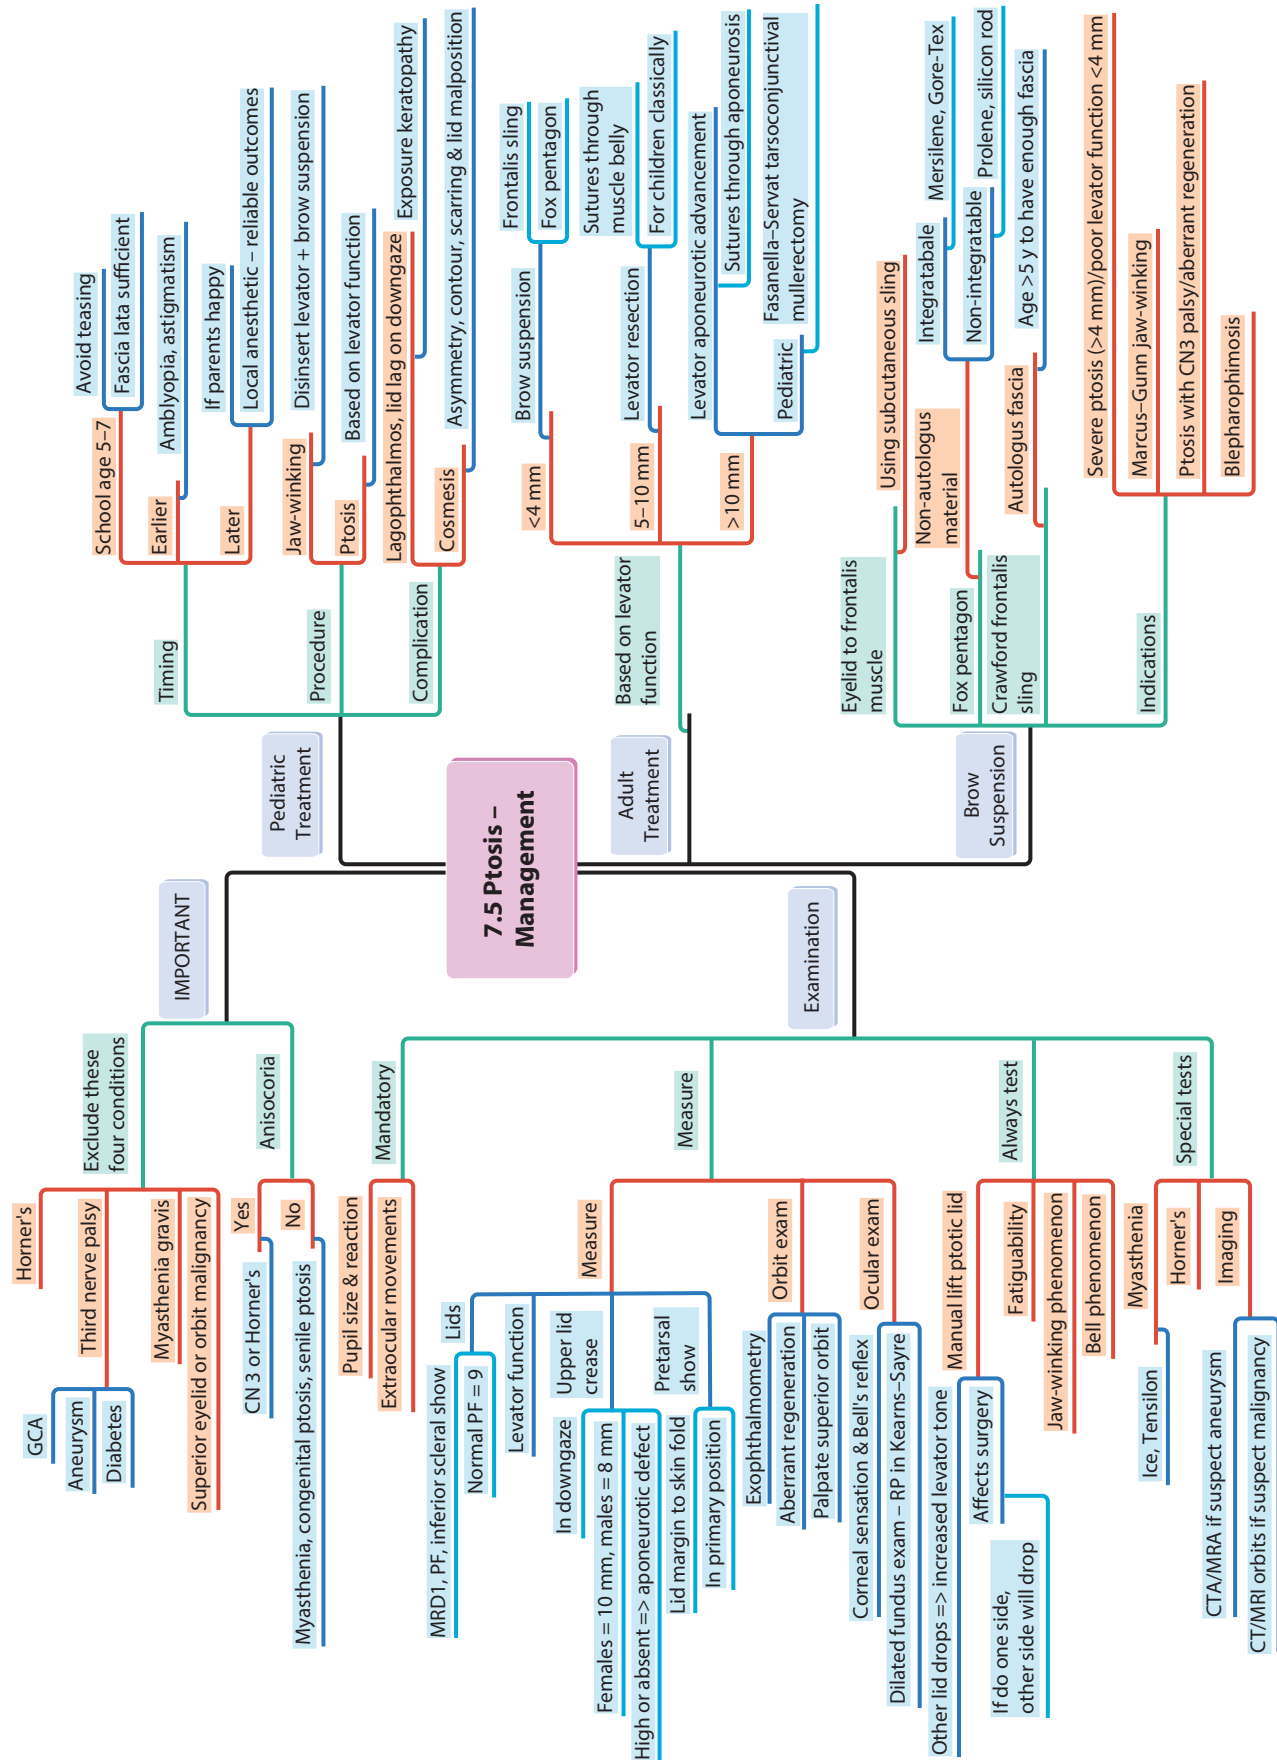 7.5 Ptosis –
Management
IMPORTANT
Exclude these
four conditions
Horner's
Third nerve palsy
GCA
Aneurysm
Diabetes
Myasthenia gravis
Superior eyelid or orbit malignancy
Anisocoria
Yes
CN 3 or Horner's
No
Myasthenia, congenital ptosis, senile ptosis
Examination
Mandatory
Pupil size & reaction
Extraocular movements
Measure
Measure
Lids
MRD1, PF, inferior scleral show
Normal PF = 9
Levator function
Upper lid
crease
In downgaze
Females = 10 mm, males = 8 mm
High or absent => aponeurotic defect
Pretarsal
show
Lid margin to skin fold
In primary position
Orbit exam
Exophthalmometry
Aberrant regeneration
Palpate superior orbit
Ocular exam
Corneal sensation & Bell's reflex
Dilated fundus exam – RP in Kearns–Sayre
Always test
Manual lift ptotic lid
Other lid drops => increased levator tone
Affects surgery
If do one side,
other side will drop
Fatiguability
Jaw-winking phenomenon
Bell phenomenon
Special tests
Myasthenia
Ice, Tensilon
Horner's
Imaging
CTA/MRA if suspect aneurysm
CT/MRI orbits if suspect malignancy
Pediatric
Treatment
Timing
School age 5–7
Avoid teasing
Fascia lata sufficient
Earlier
Amblyopia, astigmatism
Later
If parents happy
Local anesthetic – reliable outcomes
Procedure
Jaw-winking
Disinsert levator + brow suspension
Ptosis
Based on levator function
Complication
Lagophthalmos, lid lag on downgaze
Exposure keratopathy
Cosmesis
Asymmetry, contour, scarring & lid malposition
Adult
Treatment
Based on levator
function
<4 mm
Brow suspension
Frontalis sling
Fox pentagon
5–10 mm
Levator resection
Sutures through
muscle belly
For children classically
>10 mm
Levator aponeurotic advancement
Sutures through aponeurosis
Pediatric
Fasanella–Servat tarsoconjunctival
mullerectomy
Brow
Suspension
Eyelid to frontalis
muscle
Using subcutaneous sling
Fox pentagon
Non-autologus
material
Integratabale
Mersilene, Gore-Tex
Non-integratable
Prolene, silicon rod
Crawford frontalis
sling
Autologus fascia
Age >5 y to have enough fascia
Indications
Severe ptosis (>4 mm)/poor levator function <4 mm
Marcus–Gunn jaw-winking
Ptosis with CN3 palsy/aberrant regeneration
Blepharophimosis